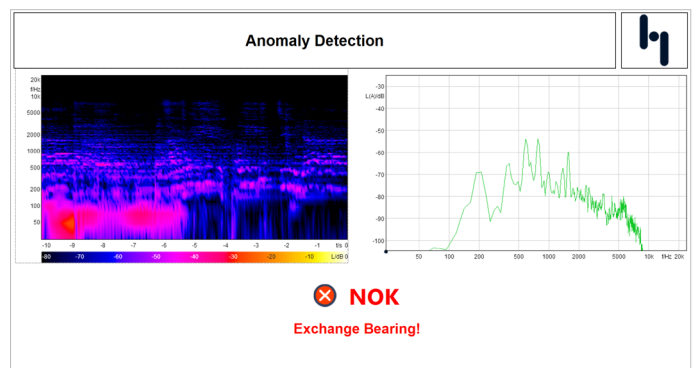 Anomaly Detection
20k
f/Hz
10k
5000
2000
1000
500
200
100
50
-10 -9 -8 -7 -6 -5 -4 -3 -2 -1 t/s 0
-80 -70 -60 -50 -40 -30 -20 -10 L/dB 0
-30
L(A)/dB
-40
-50
-60
-70
-80
-90
-100
50 100 200 500 1000 2000 5000 10k f/Hz 20k
NOK
Exchange Bearing!